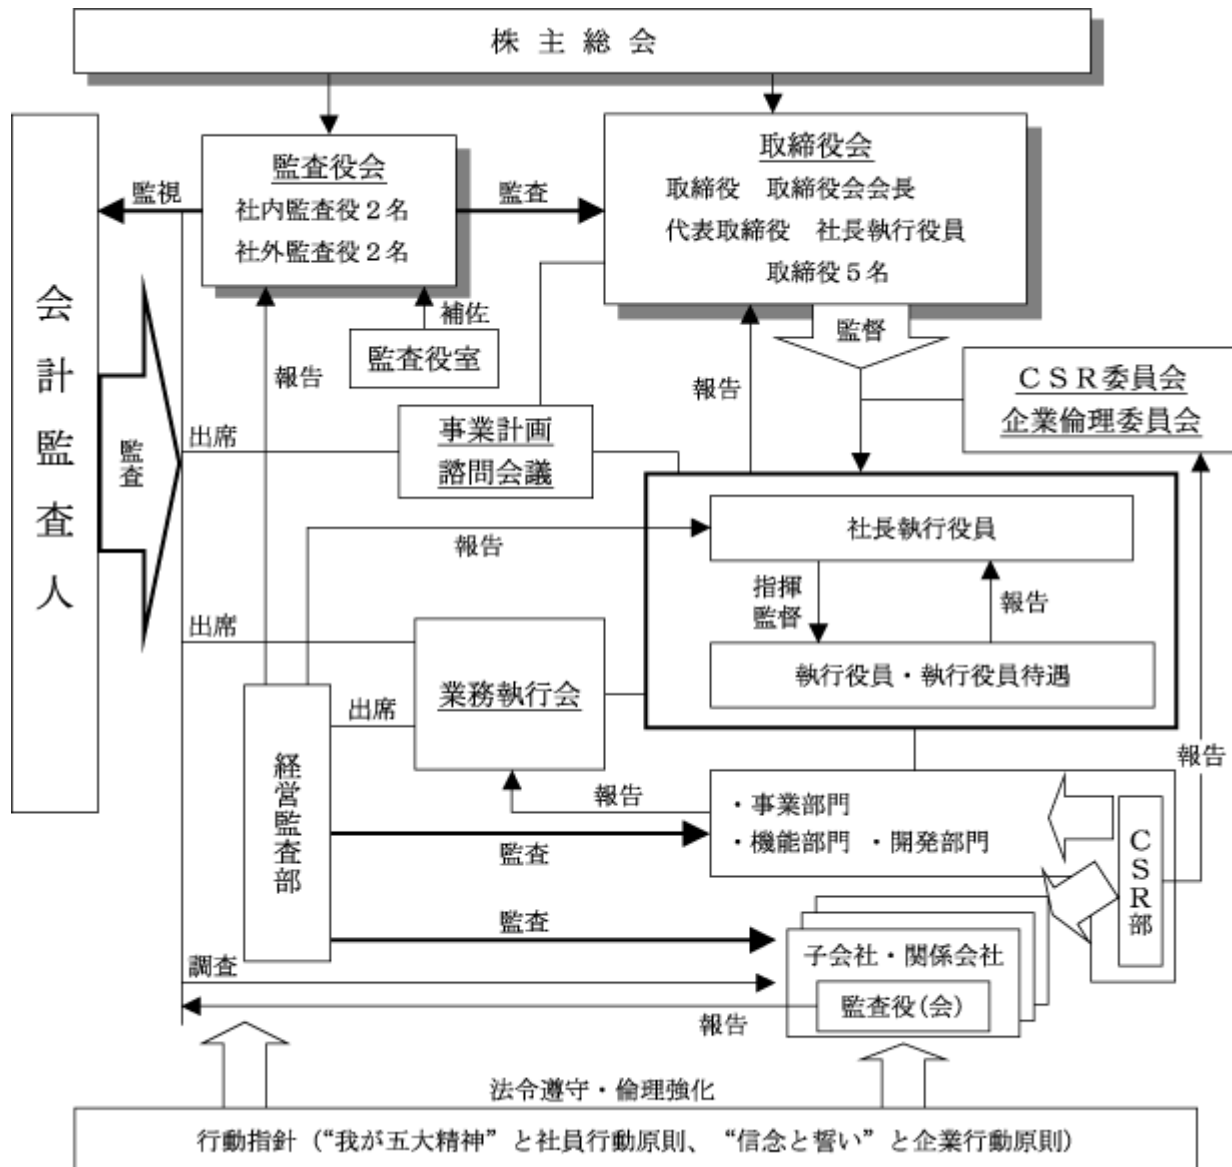 株主総会
監査役会
社内監査役２名
社外監査役２名
監視
監査
取締役会
取締役　取締役会会長
代表取締役　社長執行役員
取締役５名
監督
会計監査人
監査
補佐
監査役室
報告
報告
ＣＳＲ委員会
企業倫理委員会
出席
事業計画
諮問会議
報告
社長執行役員
指揮
監督
報告
執行役員・執行役員待遇
出席
業務執行会
出席
報告
経営監査部
報告
・事業部門
・機能部門　・開発部門
監査
ＣＳＲ部
監査
子会社・関係会社
監査役（会）
調査
報告
法令遵守・倫理強化
行動指針（“我が五大精神”と社員行動原則、“信念と誓い”と企業行動原則）